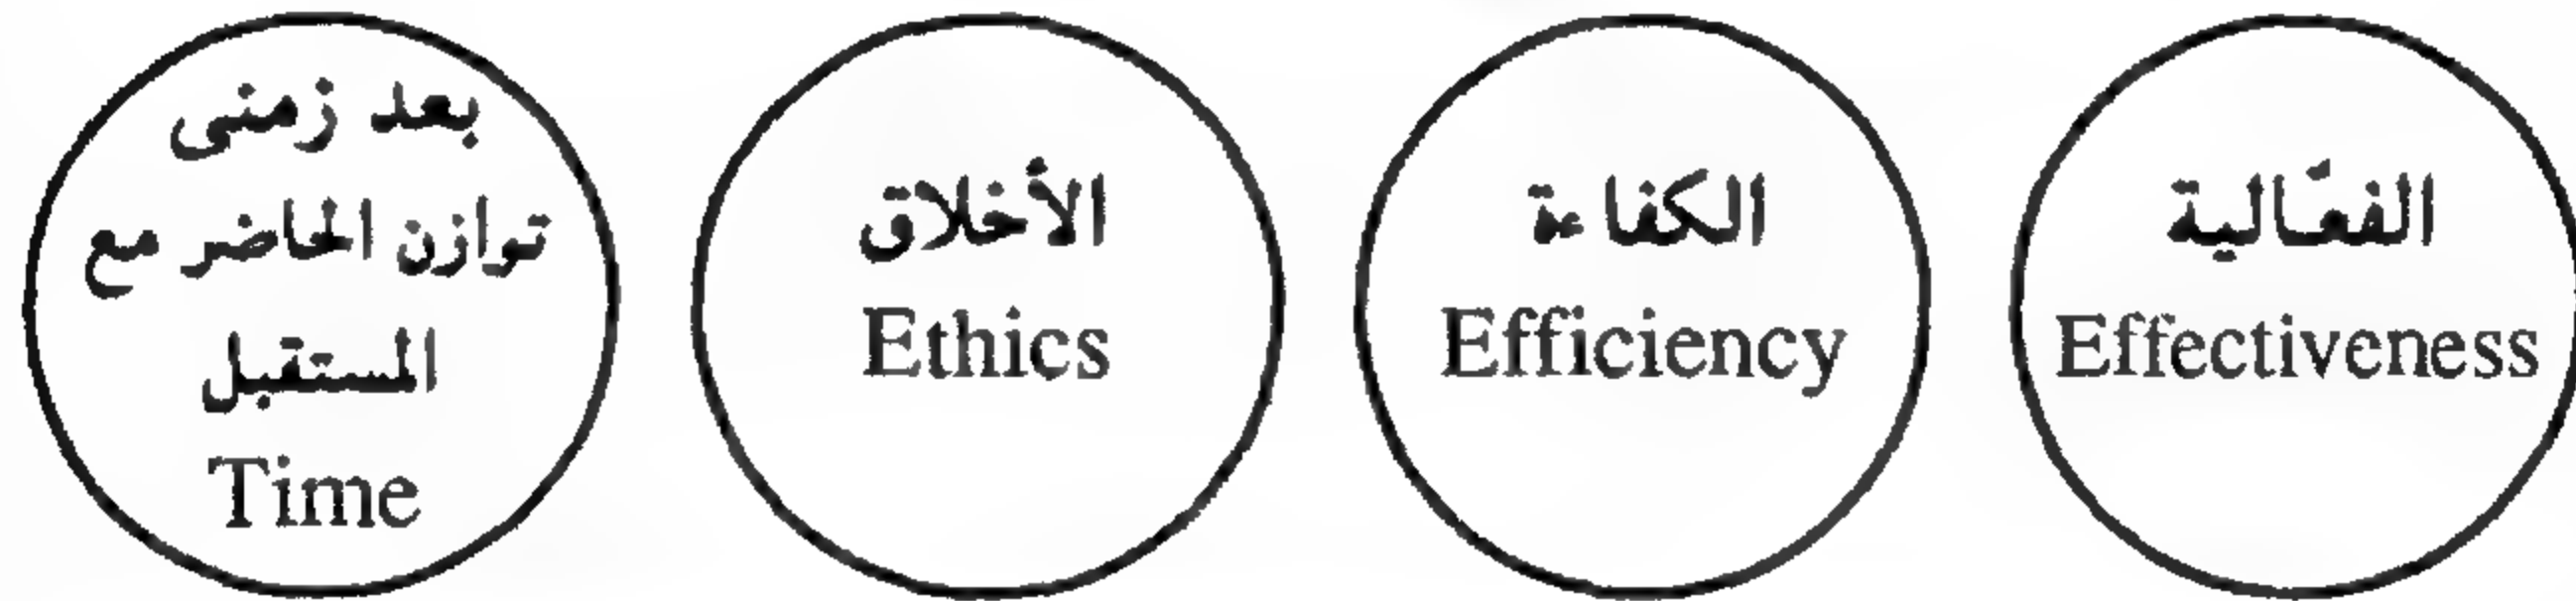 الفعّالية
Effectiveness
الكفاءة
Efficiency
الأخلاق
Ethics
بعد زمنى
توازن الحاضر مع
المستقبل
Time